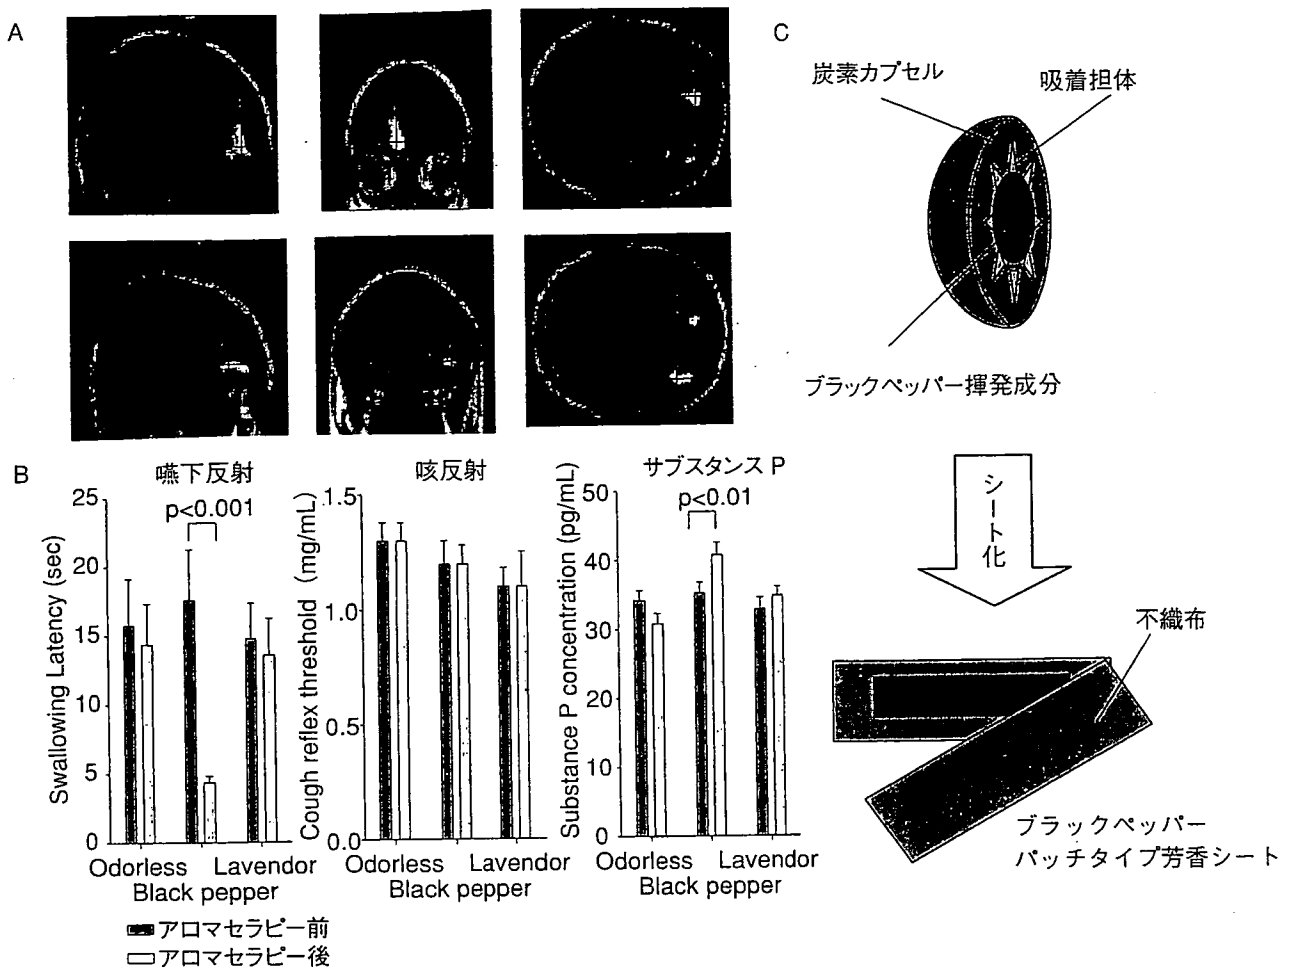 A
C
炭素カプセル
吸着担体
ブラックペッパー揮発成分
シート化
不織布
ブラックペッパー
パッチタイプ芳香シート
B
嚥下反射
p<0.001
Swallowing Latency (sec)
25
20
15
10
5
0
Odorless
Black pepper
Lavendor
咳反射
Cough reflex threshold (mg/mL)
1.5
1.0
0.5
0.0
Odorless
Black pepper
Lavendor
サブスタンス P
p<0.01
Substance P concentration (pg/mL)
50
40
30
20
10
0
Odorless
Black pepper
Lavendor
アロマセラピー前
アロマセラピー後